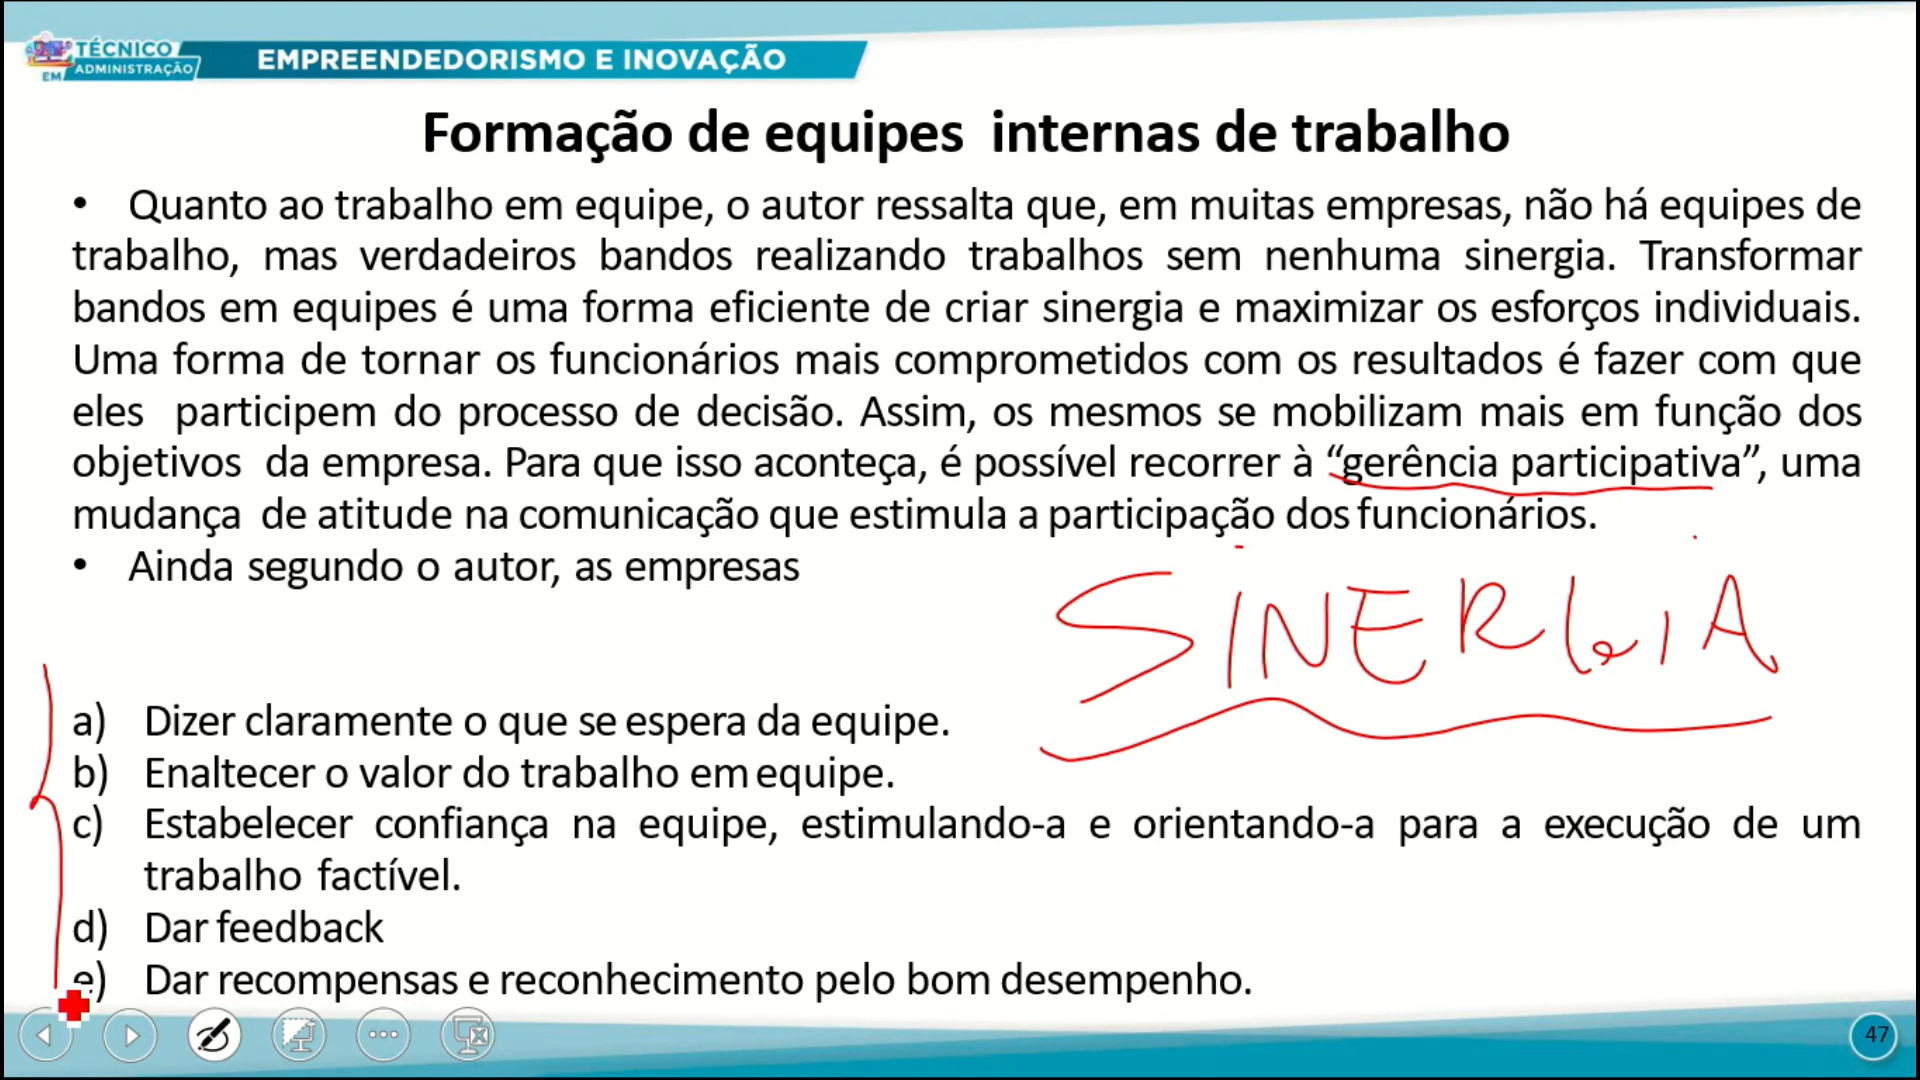 TÉCNICO
EM ADMINISTRAÇÃO
EMPREENDEDORISMO E INOVAÇÃO
Formação de equipes internas de trabalho
• Quanto ao trabalho em equipe, o autor ressalta que, em muitas empresas, não há equipes de
trabalho, mas verdadeiros bandos realizando trabalhos sem nenhuma sinergia. Transformar
bandos em equipes é uma forma eficiente de criar sinergia e maximizar os esforços individuais.
Uma forma de tornar os funcionários mais comprometidos com os resultados é fazer com que
eles participem do processo de decisão. Assim, os mesmos se mobilizam mais em função dos
objetivos da empresa. Para que isso aconteça, é possível recorrer à “gerência participativa”, uma
mudança de atitude na comunicação que estimula a participação dos funcionários.
• Ainda segundo o autor, as empresas
SINERGIA
a) Dizer claramente o que se espera da equipe.
b) Enaltecer o valor do trabalho em equipe.
c) Estabelecer confiança na equipe, estimulando-a e orientando-a para a execução de um
trabalho factível.
d) Dar feedback
e) Dar recompensas e reconhecimento pelo bom desempenho.
47